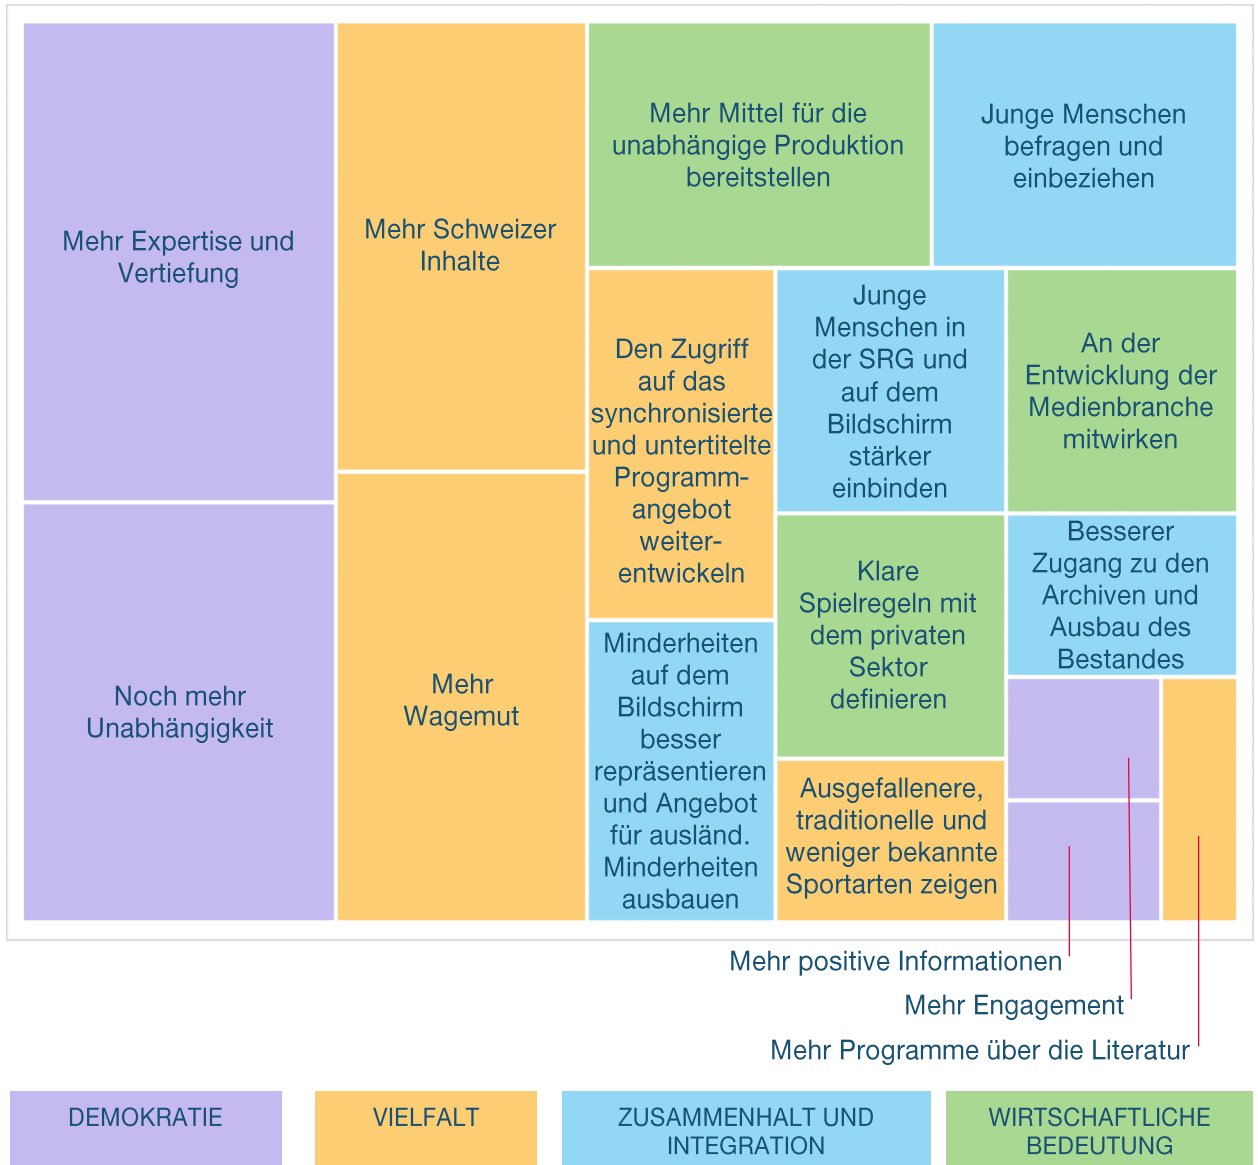 Mehr Expertise und
Vertiefung
Noch mehr
Unabhängigkeit
Mehr Schweizer
Inhalte
Mehr
Wagemut
Mehr Mittel für die
unabhängige Produktion
bereitstellen
Junge Menschen
befragen und
einbeziehen
Den Zugriff
auf das
synchronisierte
und untertitelte
Programm-
angebot
weiter-
entwickeln
Minderheiten
auf dem
Bildschirm
besser
repräsentieren
und Angebot
für ausländ.
Minderheiten
ausbauen
Junge
Menschen in
der SRG und
auf dem
Bildschirm
stärker
einbinden
Klare
Spielregeln mit
dem privaten
Sektor
definieren
Ausgefallenere,
traditionelle und
weniger bekannte
Sportarten zeigen
An der
Entwicklung der
Medienbranche
mitwirken
Besserer
Zugang zu den
Archiven und
Ausbau des
Bestandes
Mehr positive Informationen
Mehr Engagement
Mehr Programme über die Literatur
DEMOKRATIE
VIELFALT
ZUSAMMENHALT UND
INTEGRATION
WIRTSCHAFTLICHE
BEDEUTUNG